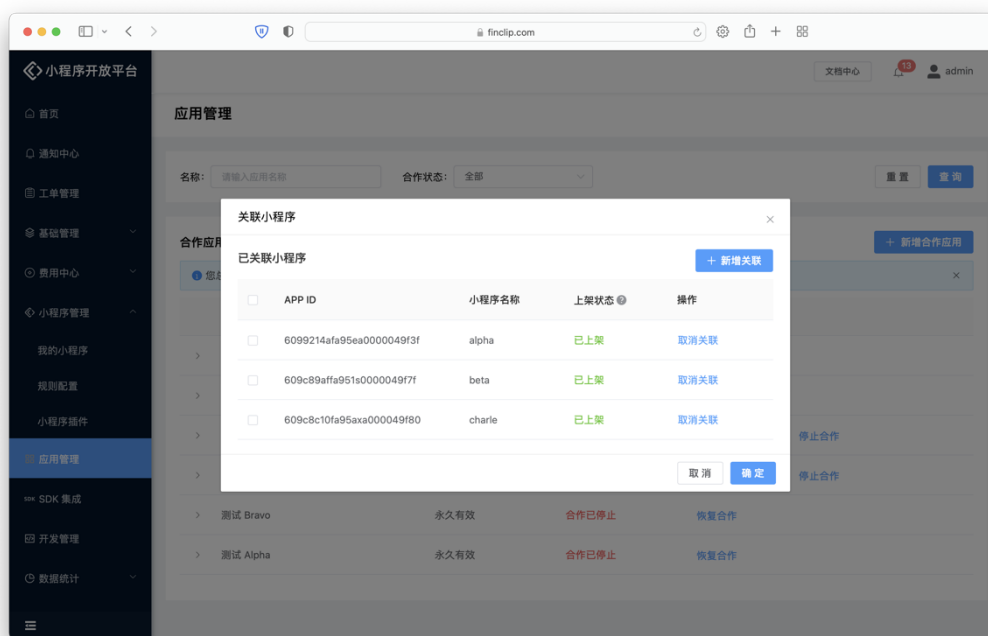 finclip.com
小程序开放平台
文档中心
13
admin
首页
通知中心
工单管理
基础管理
费用中心
小程序管理
我的小程序
规则配置
小程序插件
应用管理
SDK SDK 集成
开发管理
数据统计
应用管理
名称: 请输入应用名称 合作状态: 全部 重 置 查 询
合作应用
+ 新增合作应用
您
关联小程序
已关联小程序
+ 新增关联
APP ID 小程序名称 上架状态 ? 操作
6099214afa95ea0000049f3f alpha 已上架 取消关联
609c89affa951s0000049f7f beta 已上架 取消关联
609c8c10fa95axa000049f80 charle 已上架 取消关联
取 消 确 定
停止合作
停止合作
测试 Bravo 永久有效 合作已停止 恢复合作
测试 Alpha 永久有效 合作已停止 恢复合作